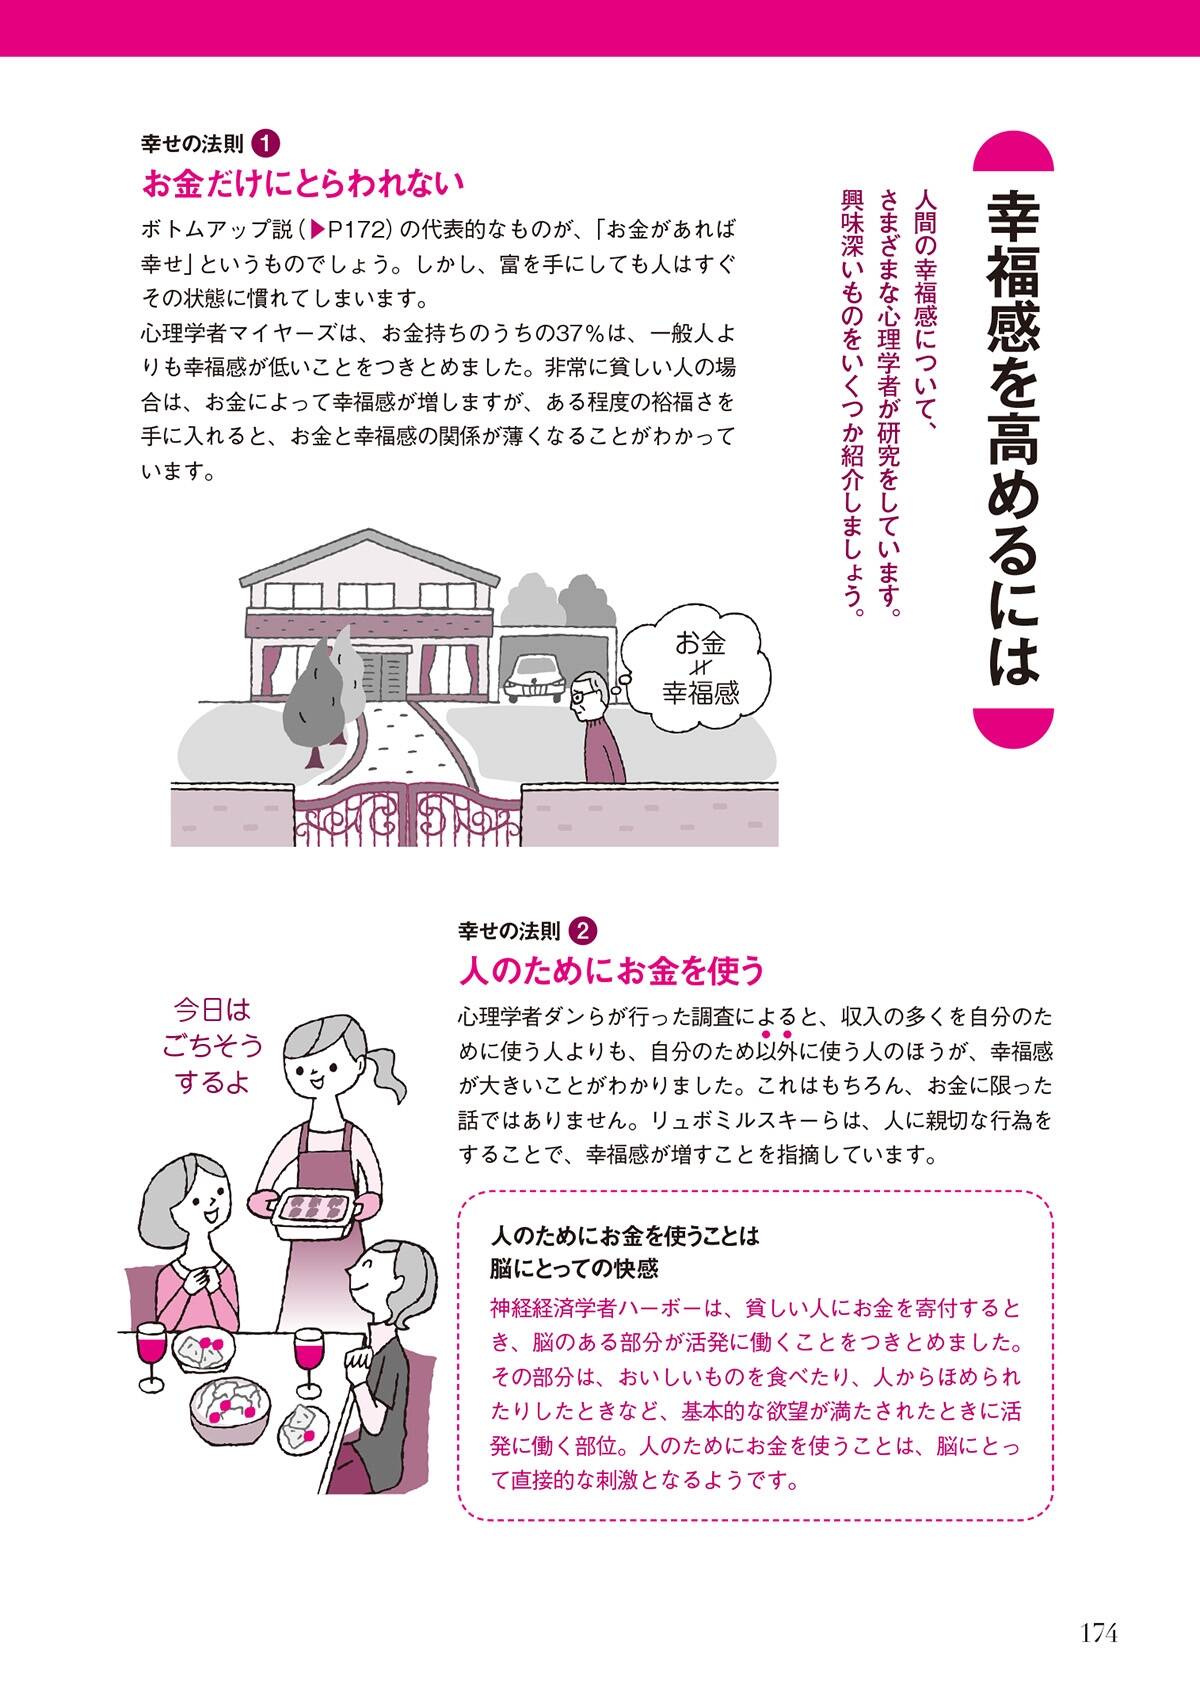 幸福感を高めるには
人間の幸福感について、
さまざまな心理学者が研究をしています。
興味深いものをいくつか紹介しましょう。
幸せの法則 1
お金だけにとらわれない
ボトムアップ説（▶P172）の代表的なものが、「お金があれば
幸せ」というものでしょう。しかし、富を手にしても人はすぐ
その状態に慣れてしまいます。
心理学者マイヤーズは、お金持ちのうちの37％は、一般人よ
りも幸福感が低いことをつきとめました。非常に貧しい人の場
合は、お金によって幸福感が増しますが、ある程度の裕福さを
手に入れると、お金と幸福感の関係が薄くなることがわかって
います。
お金
≠
幸福感
幸せの法則 2
人のためにお金を使う
心理学者ダンらが行った調査によると、収入の多くを自分のた
めに使う人よりも、自分のため以外に使う人のほうが、幸福感
が大きいことがわかりました。これはもちろん、お金に限った
話ではありません。リュボミルスキーらは、人に親切な行為を
することで、幸福感が増すことを指摘しています。
今日は
ごちそう
するよ
人のためにお金を使うことは
脳にとっての快感
神経経済学者ハーボーは、貧しい人にお金を寄付すると
き、脳のある部分が活発に働くことをつきとめました。
その部分は、おいしいものを食べたり、人からほめられ
たりしたときなど、基本的な欲望が満たされたときに活
発に働く部位。人のためにお金を使うことは、脳にとっ
て直接的な刺激となるようです。
174